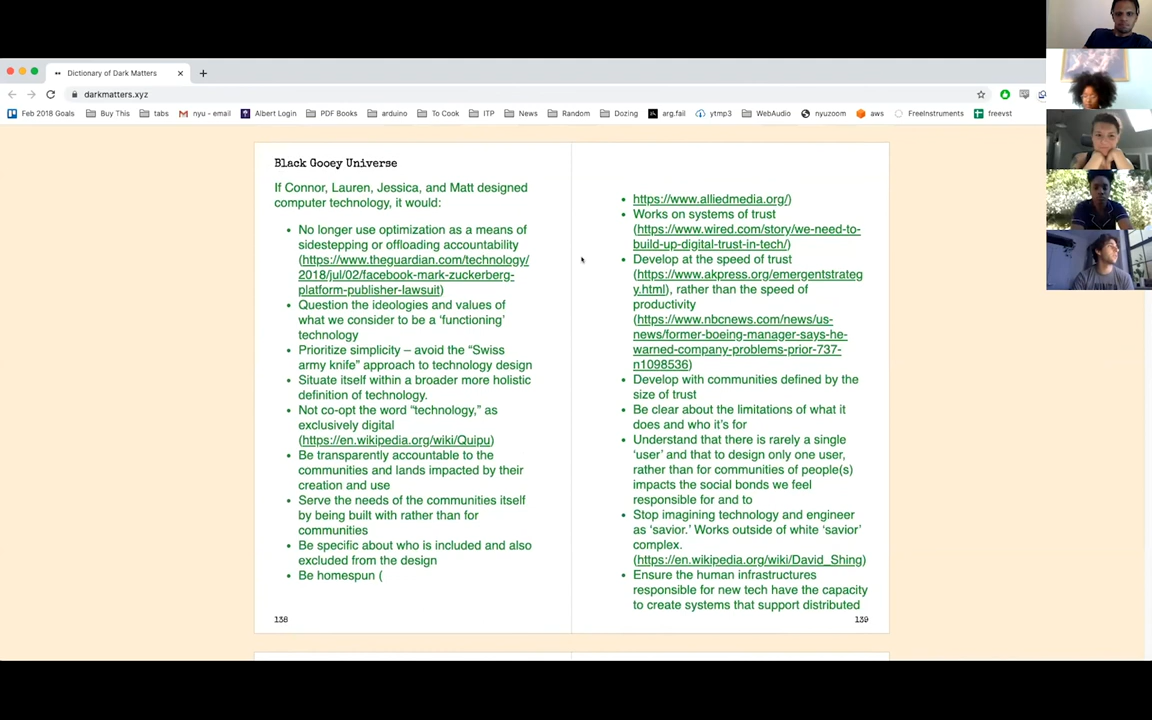 Dictionary of Dark Matters
darkmatters.xyz
Feb 2018 Goals
Buy This
tabs
nyu - email
Albert Login
PDF Books
arduino
To Cook
ITP
News
Random
Dozing
arg.fail
ytmp3
WebAudio
nyuzoom
aws
FreeInstruments
freevst
Black Gooey Universe
If Connor, Lauren, Jessica, and Matt designed
computer technology, it would:
• No longer use optimization as a means of
sidestepping or offloading accountability
(https://www.theguardian.com/technology/
2018/jul/02/facebook-mark-zuckerberg-
platform-publisher-lawsuit)
• Question the ideologies and values of
what we consider to be a ‘functioning’
technology
• Prioritize simplicity – avoid the “Swiss
army knife” approach to technology design
• Situate itself within a broader more holistic
definition of technology.
• Not co-opt the word “technology,” as
exclusively digital
(https://en.wikipedia.org/wiki/Quipu)
• Be transparently accountable to the
communities and lands impacted by their
creation and use
• Serve the needs of the communities itself
by being built with rather than for
communities
• Be specific about who is included and also
excluded from the design
• Be homespun (
138
• https://www.alliedmedia.org/)
• Works on systems of trust
(https://www.wired.com/story/we-need-to-
build-up-digital-trust-in-tech/)
• Develop at the speed of trust
(https://www.akpress.org/emergentstrateg
y.html), rather than the speed of
productivity
(https://www.nbcnews.com/news/us-
news/former-boeing-manager-says-he-
warned-company-problems-prior-737-
n1098536)
• Develop with communities defined by the
size of trust
• Be clear about the limitations of what it
does and who it's for
• Understand that there is rarely a single
‘user’ and that to design only one user,
rather than for communities of people(s)
impacts the social bonds we feel
responsible for and to
• Stop imagining technology and engineer
as ‘savior.’ Works outside of white ‘savior’
complex.
(https://en.wikipedia.org/wiki/David_Shing)
• Ensure the human infrastructures
responsible for new tech have the capacity
to create systems that support distributed
139